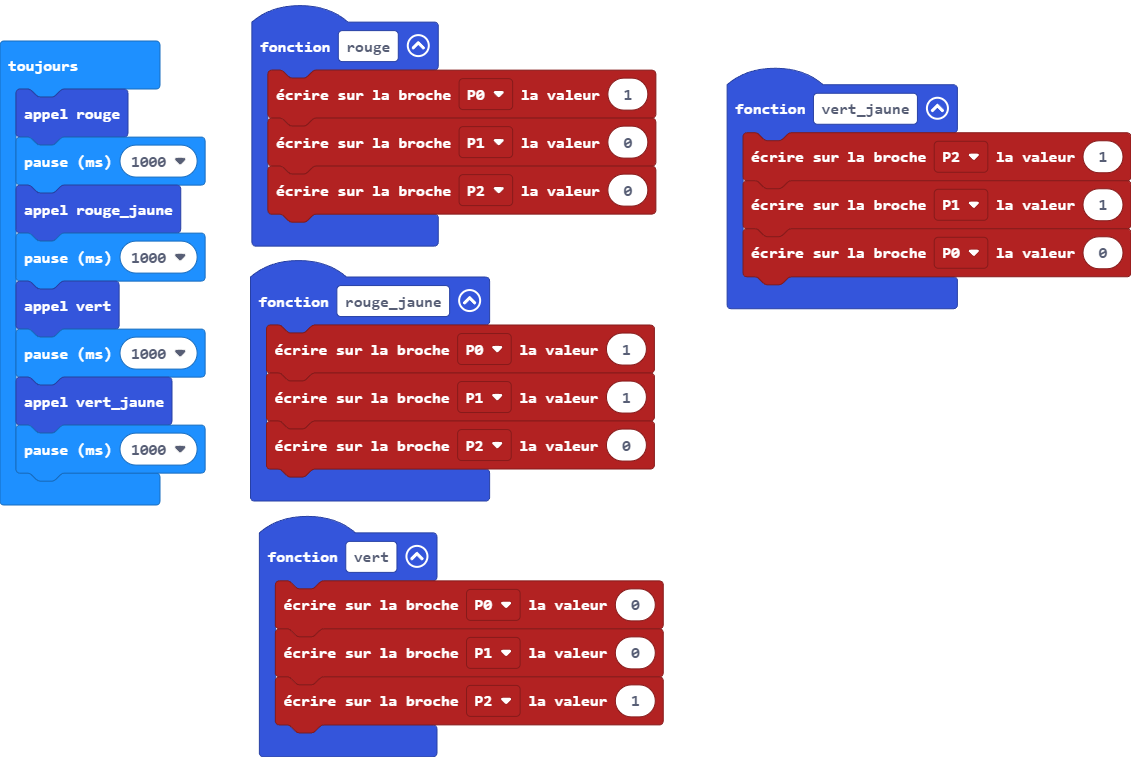 toujours
appel rouge
pause (ms) 1000
appel rouge_jaune
pause (ms) 1000
appel vert
pause (ms) 1000
appel vert_jaune
pause (ms) 1000
fonction rouge
écrire sur la broche P0 la valeur 1
écrire sur la broche P1 la valeur 0
écrire sur la broche P2 la valeur 0
fonction rouge_jaune
écrire sur la broche P0 la valeur 1
écrire sur la broche P1 la valeur 1
écrire sur la broche P2 la valeur 0
fonction vert
écrire sur la broche P0 la valeur 0
écrire sur la broche P1 la valeur 0
écrire sur la broche P2 la valeur 1
fonction vert_jaune
écrire sur la broche P2 la valeur 1
écrire sur la broche P1 la valeur 1
écrire sur la broche P0 la valeur 0